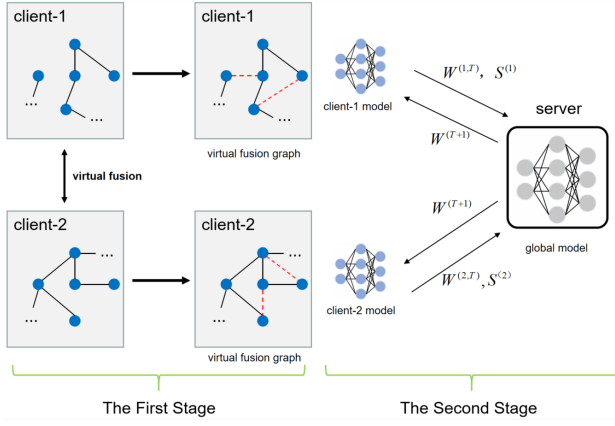 client-1
...
...
client-1
...
...
virtual fusion graph
client-1 model
W^(1,T), S^(1)
W^(T+1)
server
global model
virtual fusion
client-2
...
...
client-2
...
...
virtual fusion graph
client-2 model
W^(T+1)
W^(2,T), S^(2)
The First Stage
The Second Stage